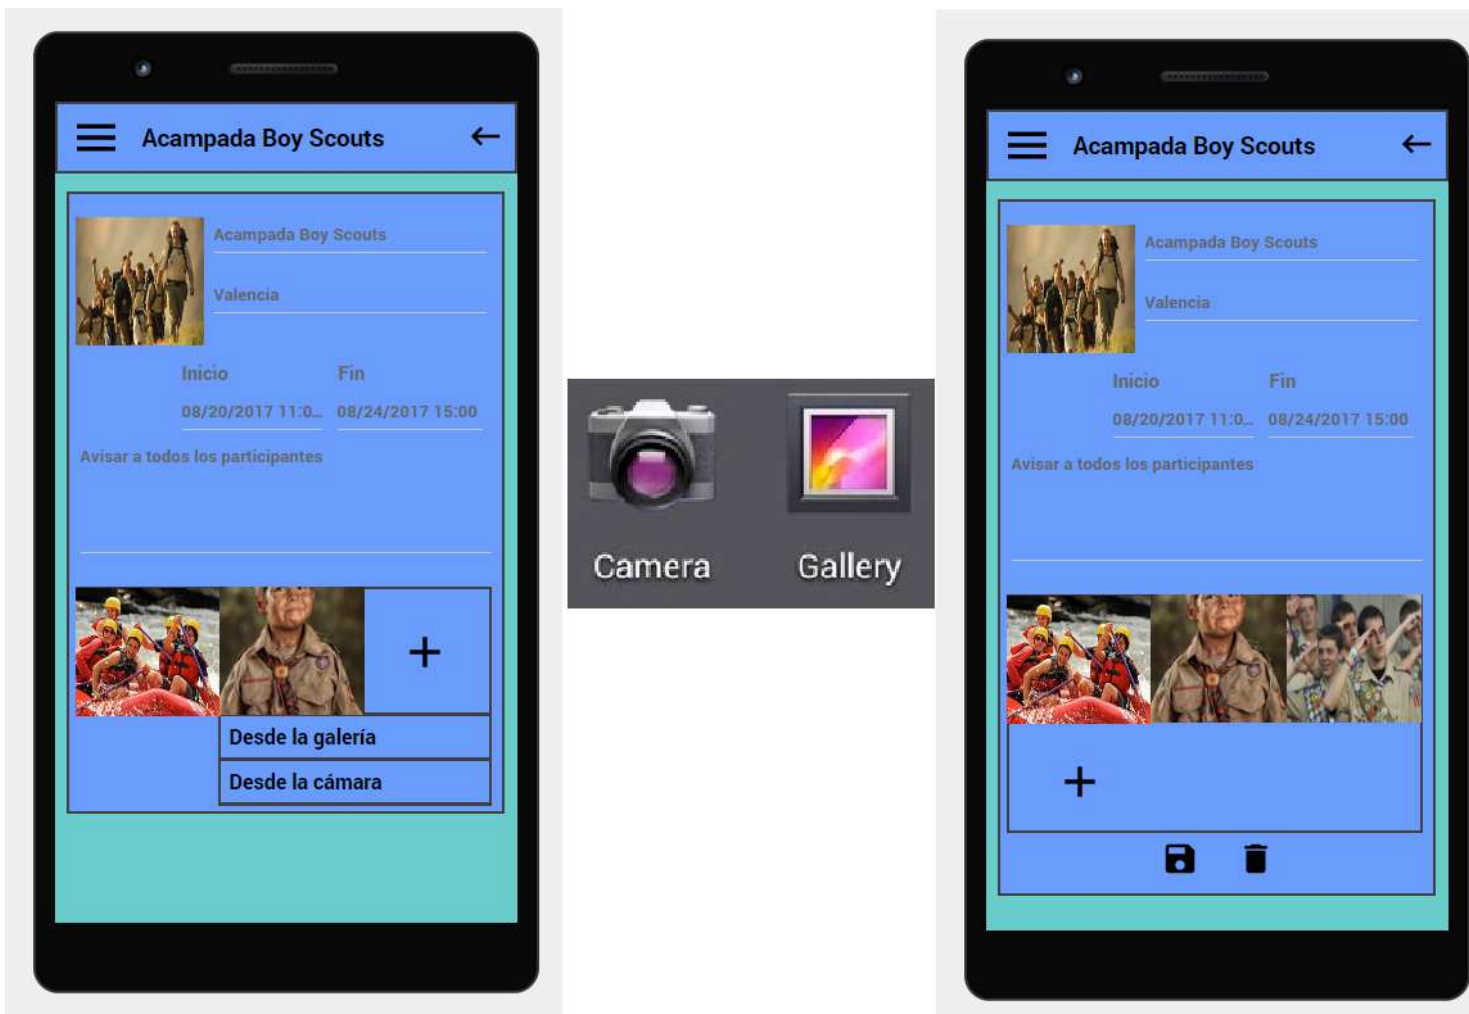 Acampada Boy Scouts
Acampada Boy Scouts
Valencia
Inicio Fin
08/20/2017 11:0... 08/24/2017 15:00
Avisar a todos los participantes
Desde la galería
Desde la cámara
Camera Gallery
Acampada Boy Scouts
Acampada Boy Scouts
Valencia
Inicio Fin
08/20/2017 11:0... 08/24/2017 15:00
Avisar a todos los participantes